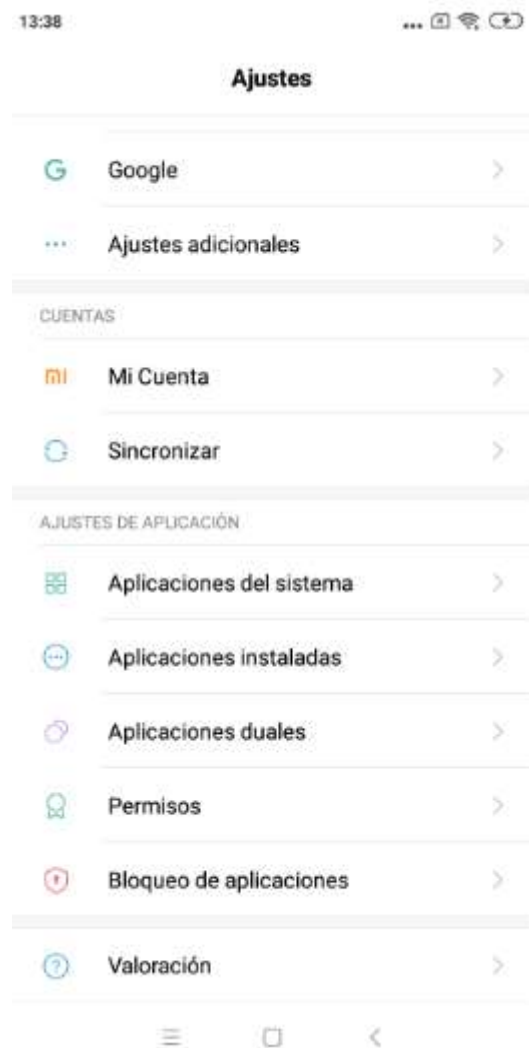 13:38
Ajustes
Google
Ajustes adicionales
CUENTAS
Mi Cuenta
Sincronizar
AJUSTES DE APLICACIÓN
Aplicaciones del sistema
Aplicaciones instaladas
Aplicaciones duales
Permisos
Bloqueo de aplicaciones
Valoración